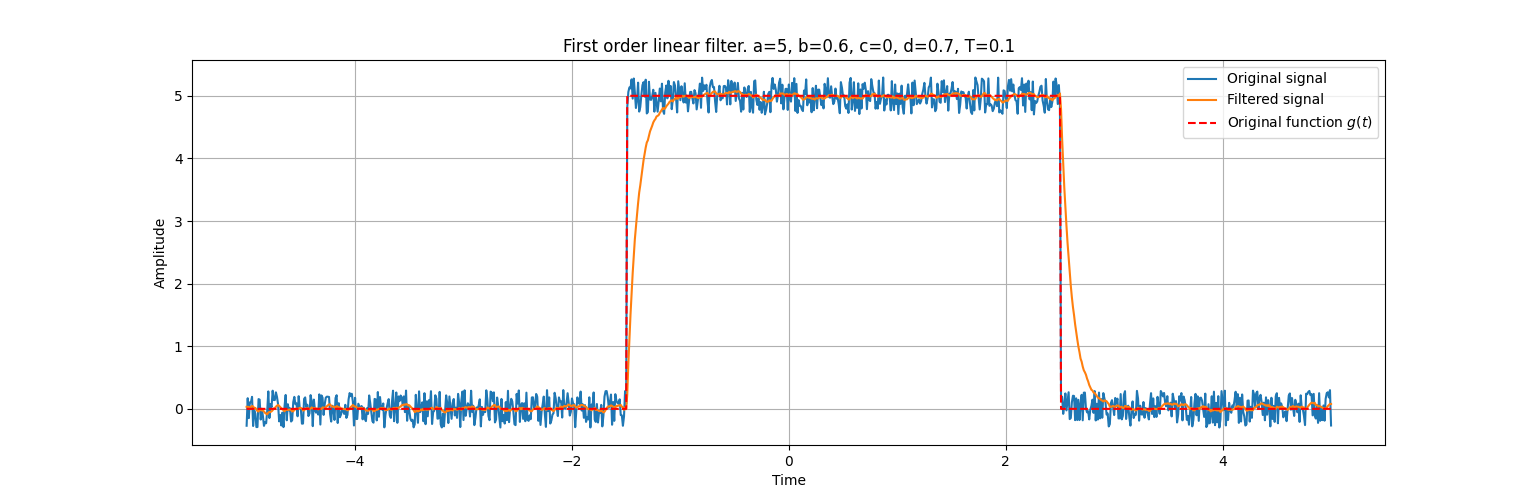 First order linear filter. a=5, b=0.6, c=0, d=0.7, T=0.1
Original signal
Filtered signal
Original function g(t)
Amplitude
5
4
3
2
1
0
−4
−2
0
2
4
Time